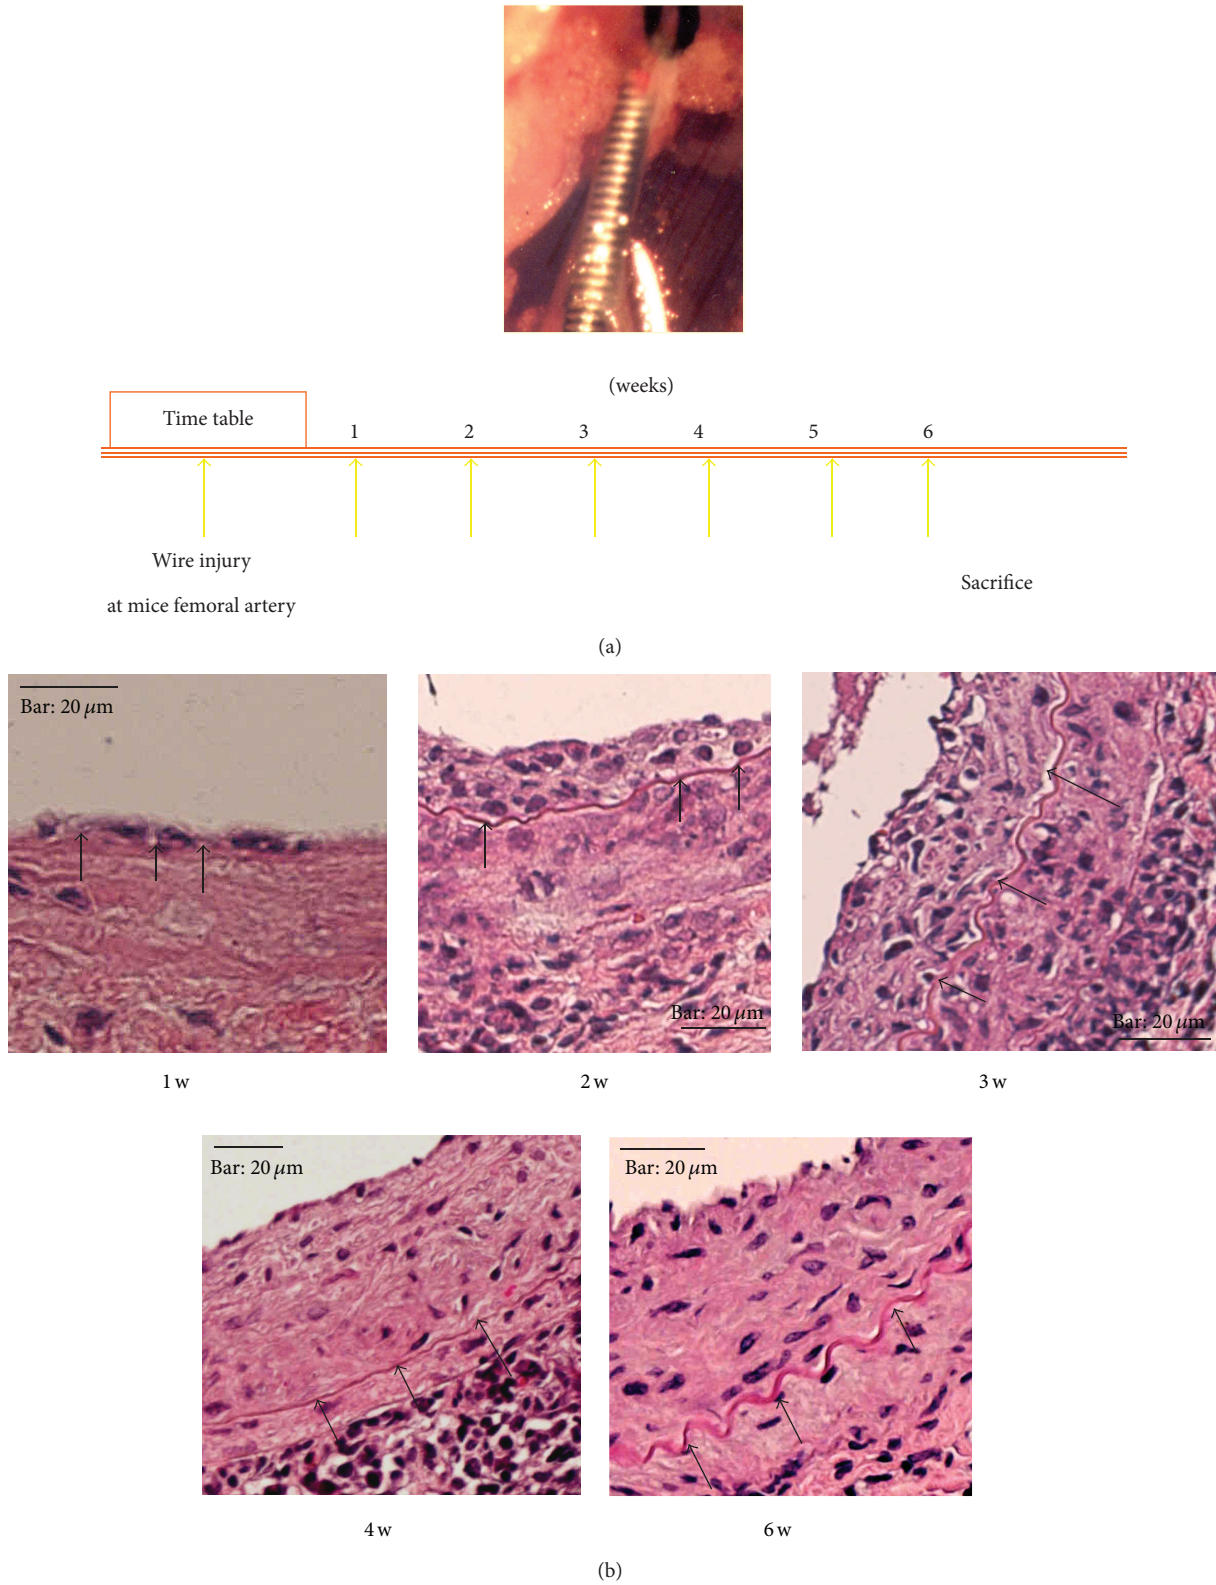 (weeks)
Time table
1
2
3
4
5
6
Wire injury
at mice femoral artery
Sacrifice
(a)
Bar: 20 μm
Bar: 20 μm
Bar: 20 μm
1 w
2 w
3 w
Bar: 20 μm
Bar: 20 μm
4 w
6 w
(b)